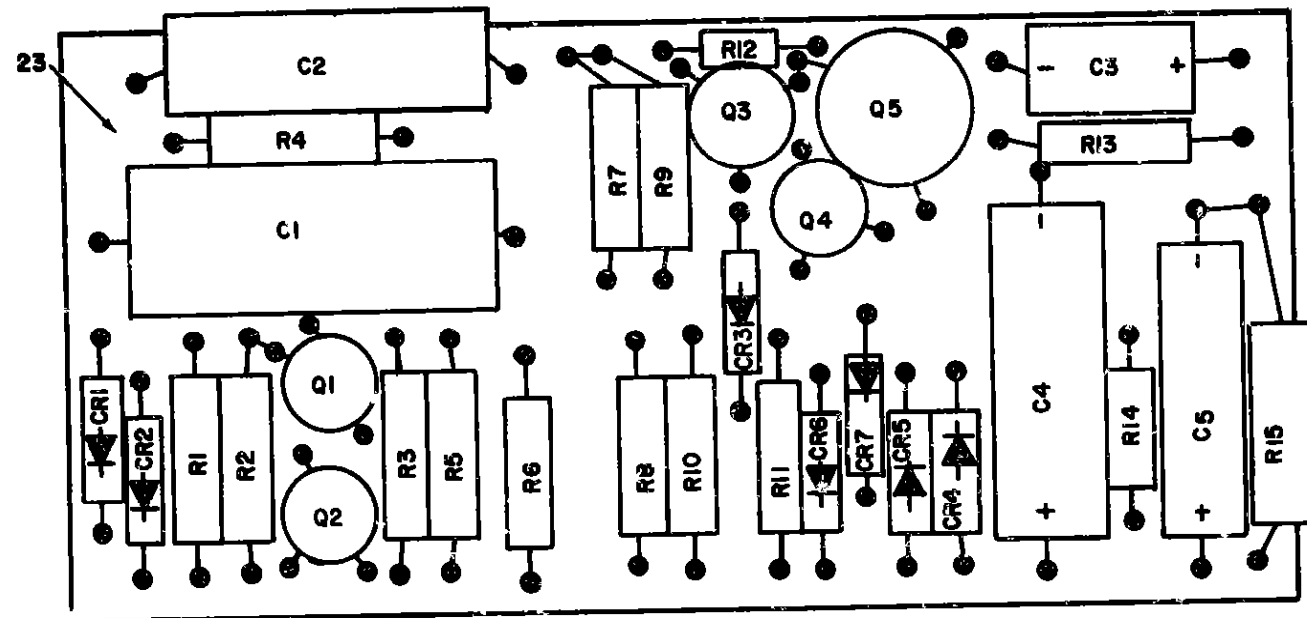 23
C2
R12
- C3 +
Q3
Q5
R4
R13
R7
R9
C1
Q4
-
-
CR3
Q1
CR1
CR2
R1
R2
R3
R5
R6
R8
R10
R11
CR6
CR7
CR5
CR4
C4
R14
C5
R15
Q2
+
+